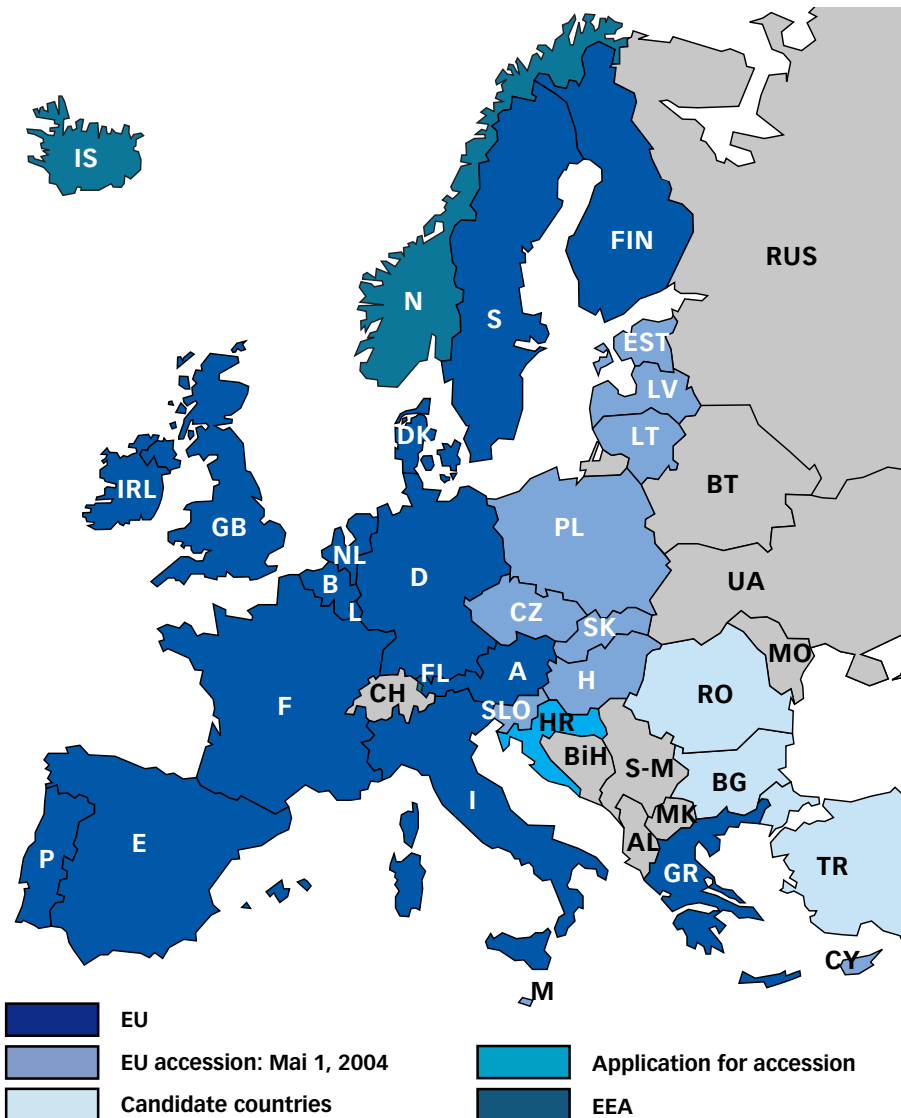 IS
FIN
RUS
N
S
EST
LV
LT
DK
BT
IRL
GB
PL
NL
D
B
UA
L
CZ
SK
MO
FL
A
H
CH
RO
F
SLO
HR
BiH
S-M
BG
I
MK
E
AL
P
GR
TR
CY
M
EU
EU accession: Mai 1, 2004
Application for accession
Candidate countries
EEA